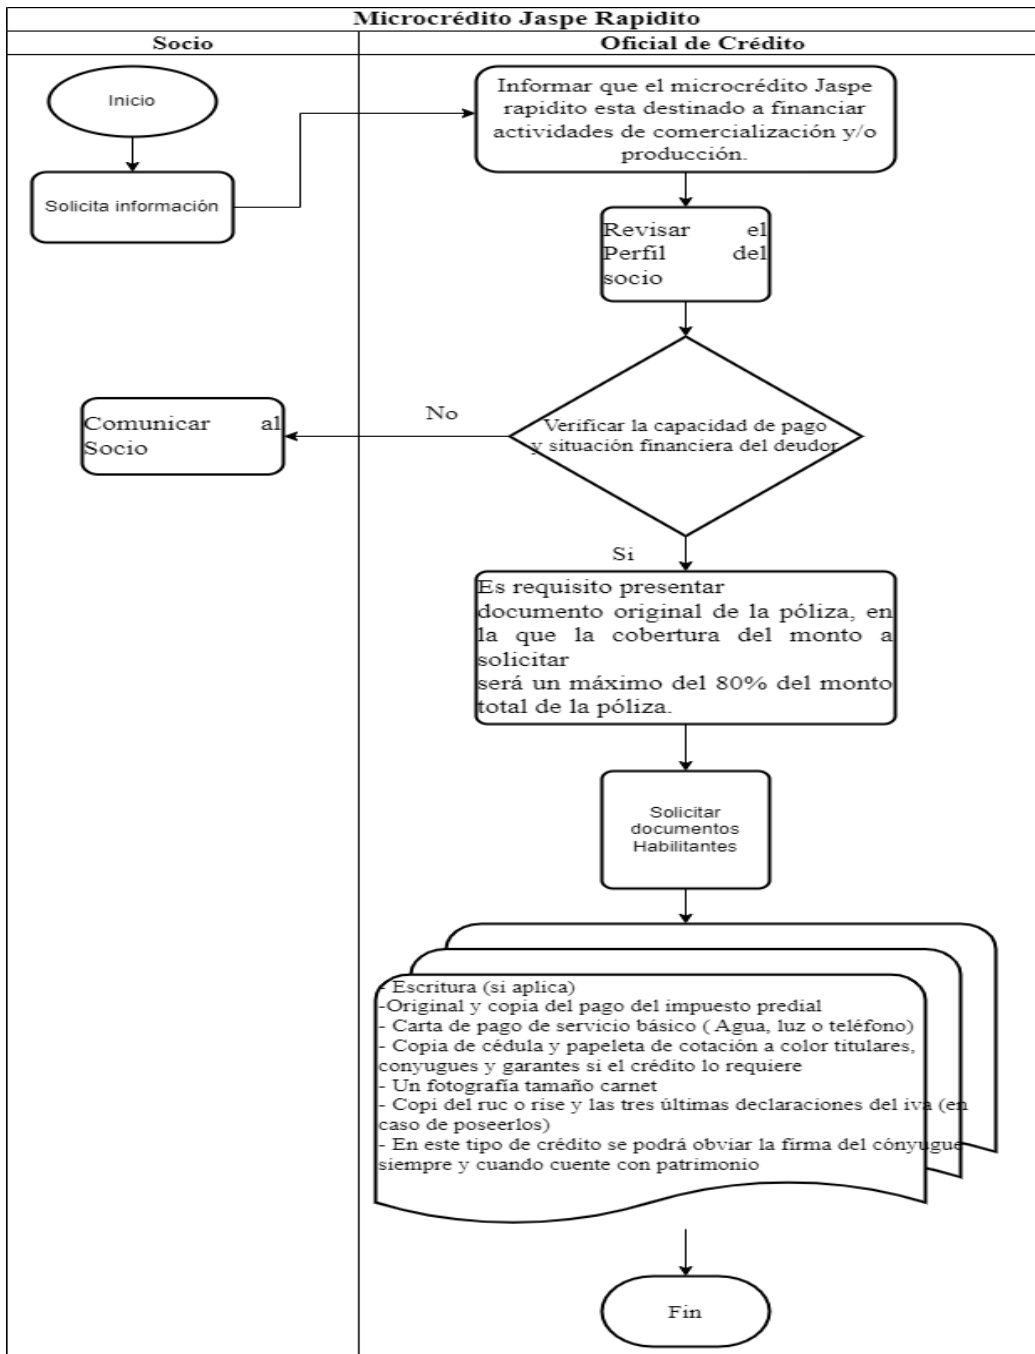 Microcrédito Jaspe Rapidito
Socio
Oficial de Crédito
Inicio
Solicita información
Informar que el microcrédito Jaspe
rapidito esta destinado a financiar
actividades de comercialización y/o
producción.
Revisar el
Perfil del
socio
Verificar la capacidad de pago
y situación financiera del deudor
No
Comunicar al
Socio
Si
Es requisito presentar
documento original de la póliza, en
la que la cobertura del monto a
solicitar
será un máximo del 80% del monto
total de la póliza.
Solicitar
documentos
Habilitantes
- Escritura (si aplica)
-Original y copia del pago del impuesto predial
- Carta de pago de servicio básico ( Agua, luz o teléfono)
- Copia de cédula y papeleta de cotación a color titulares,
conyugues y garantes si el crédito lo requiere
- Un fotografía tamaño carnet
- Copi del ruc o rise y las tres últimas declaraciones del iva (en
caso de poseerlos)
- En este tipo de crédito se podrá obviar la firma del cónyugue
siempre y cuando cuente con patrimonio
Fin